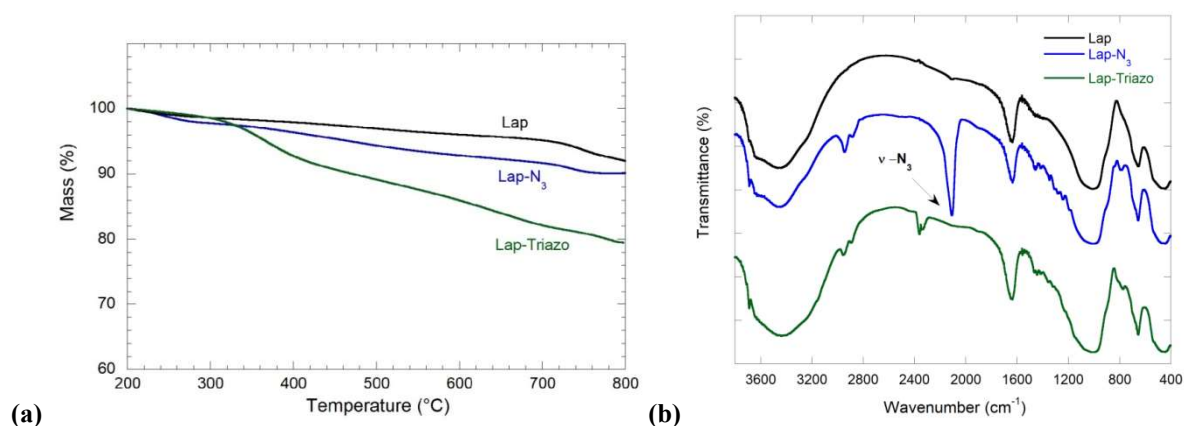 100
90
80
70
60
Mass (%)
200 300 400 500 600 700 800
Temperature (°C)
Lap
Lap-N₃
Lap-Triazo
(a)
Lap
Lap-N₃
Lap-Triazo
ν –N₃
Transmittance (%)
3600 3200 2800 2400 2000 1600 1200 800 400
Wavenumber (cm⁻¹)
(b)